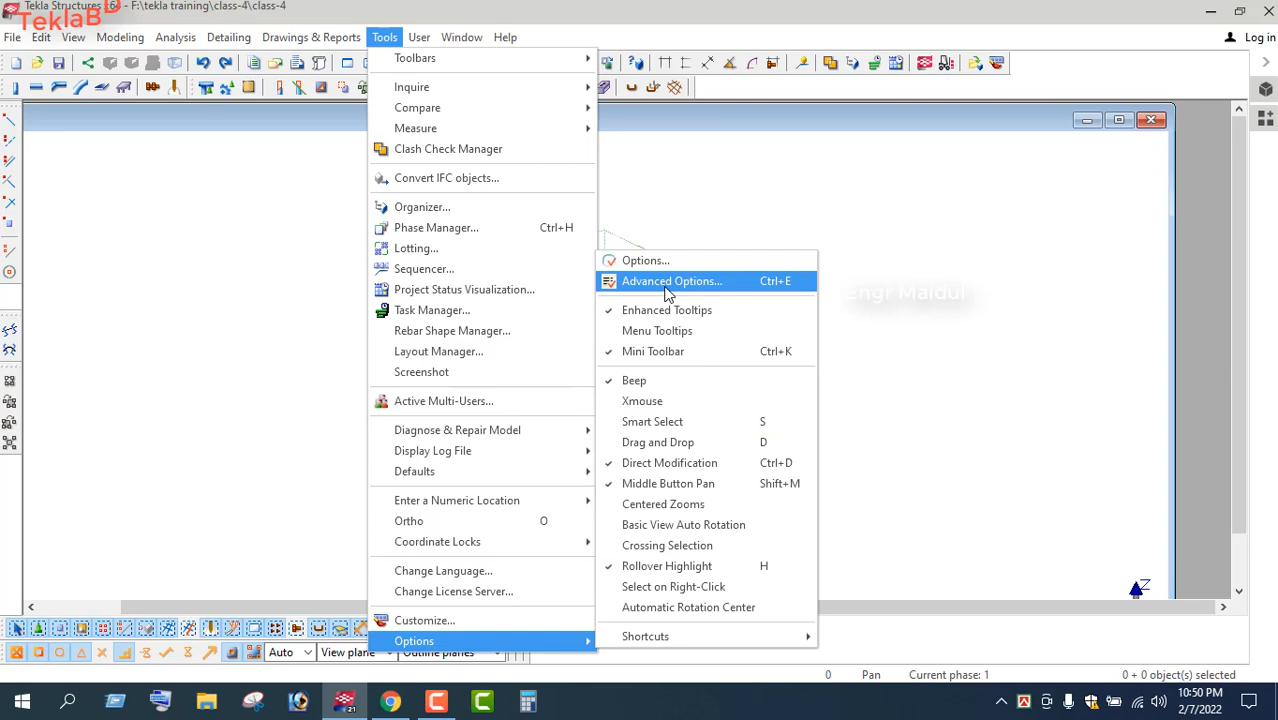 Tekla Structures x64 - F:\tekla training\class-4\class-4
TeklaBD
File Edit View Modeling Analysis Detailing Drawings & Reports Tools User Window Help Log in
Toolbars
Inquire
Compare
Measure
Clash Check Manager
Convert IFC objects...
Organizer...
Phase Manager... Ctrl+H
Lotting...
Sequencer...
Project Status Visualization...
Task Manager...
Rebar Shape Manager...
Layout Manager...
Screenshot
Active Multi-Users...
Diagnose & Repair Model
Display Log File
Defaults
Enter a Numeric Location
Ortho O
Coordinate Locks
Change Language...
Change License Server...
Customize...
Options
Options...
Advanced Options... Ctrl+E
Enhanced Tooltips
Menu Tooltips
Mini Toolbar Ctrl+K
Beep
Xmouse
Smart Select S
Drag and Drop D
Direct Modification Ctrl+D
Middle Button Pan Shift+M
Centered Zooms
Basic View Auto Rotation
Crossing Selection
Rollover Highlight H
Select on Right-Click
Automatic Rotation Center
Shortcuts
Engr Maidul
Z
Auto View plane Outline planes
0 Pan Current phase: 1 0 + 0 object(s) selected
21
10:50 PM
2/7/2022